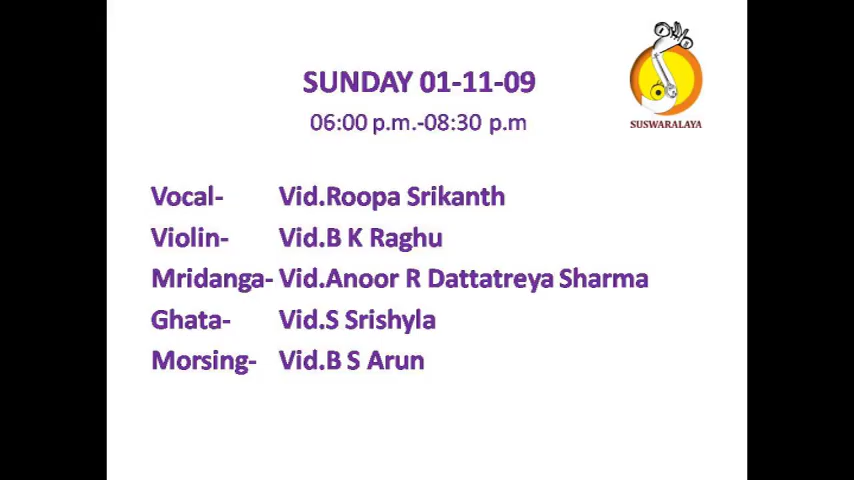 SUNDAY 01-11-09
06:00 p.m.-08:30 p.m
SUSWARALAYA
Vocal- Vid.Roopa Srikanth
Violin- Vid.B K Raghu
Mridanga- Vid.Anoor R Dattatreya Sharma
Ghata- Vid.S Srishyla
Morsing- Vid.B S Arun